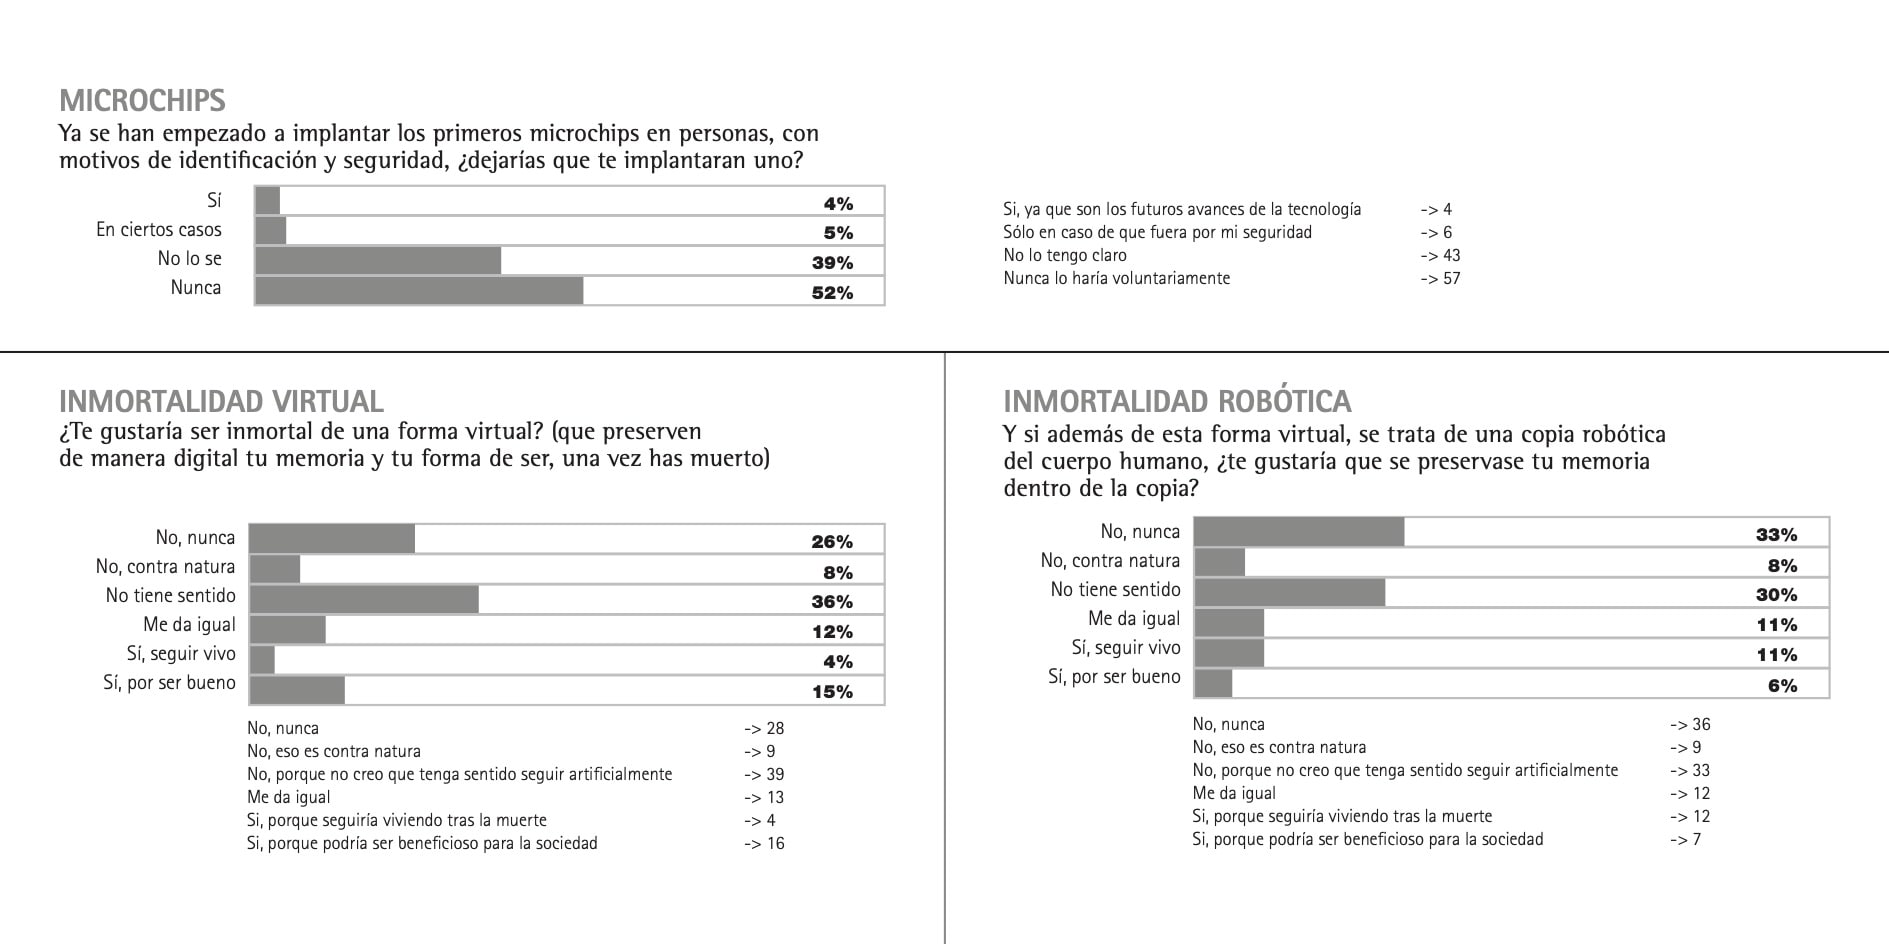 MICROCHIPS
Ya se han empezado a implantar los primeros microchips en personas, con
motivos de identificación y seguridad, ¿dejarías que te implantaran uno?
Sí 4%
En ciertos casos 5%
No lo se 39%
Nunca 52%
Si, ya que son los futuros avances de la tecnología -> 4
Sólo en caso de que fuera por mi seguridad -> 6
No lo tengo claro -> 43
Nunca lo haría voluntariamente -> 57
INMORTALIDAD VIRTUAL
¿Te gustaría ser inmortal de una forma virtual? (que preserven
de manera digital tu memoria y tu forma de ser, una vez has muerto)
No, nunca 26%
No, contra natura 8%
No tiene sentido 36%
Me da igual 12%
Sí, seguir vivo 4%
Sí, por ser bueno 15%
No, nunca -> 28
No, eso es contra natura -> 9
No, porque no creo que tenga sentido seguir artificialmente -> 39
Me da igual -> 13
Si, porque seguiría viviendo tras la muerte -> 4
Si, porque podría ser beneficioso para la sociedad -> 16
INMORTALIDAD ROBÓTICA
Y si además de esta forma virtual, se trata de una copia robótica
del cuerpo humano, ¿te gustaría que se preservase tu memoria
dentro de la copia?
No, nunca 33%
No, contra natura 8%
No tiene sentido 30%
Me da igual 11%
Sí, seguir vivo 11%
Sí, por ser bueno 6%
No, nunca -> 36
No, eso es contra natura -> 9
No, porque no creo que tenga sentido seguir artificialmente -> 33
Me da igual -> 12
Si, porque seguiría viviendo tras la muerte -> 12
Si, porque podría ser beneficioso para la sociedad -> 7